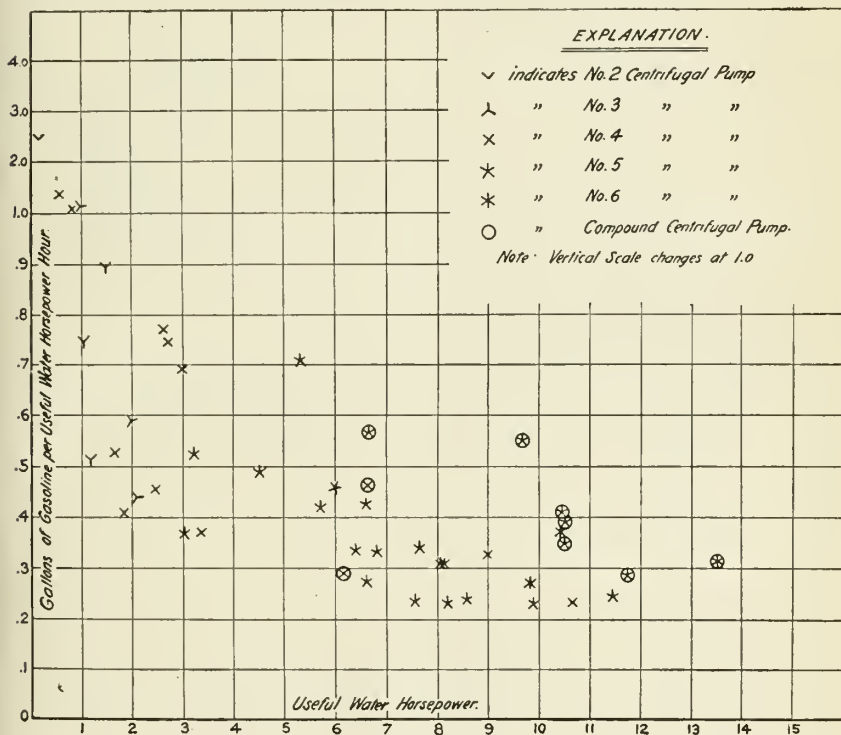 EXPLANATION.
indicates No. 2 Centrifugal Pump
" No. 3 " "
" No. 4 " "
" No. 5 " "
" No. 6 " "
" Compound Centrifugal Pump.
Note · Vertical Scale changes at 1.0
4.0
3.0
2.0
1.0
.9
.8
.7
.6
.5
.4
.3
.2
.1
0
Gallons of Gasoline per Useful Water Horsepower Hour.
Useful Water Horsepower.
1 2 3 4 5 6 7 8 9 10 11 12 13 14 15